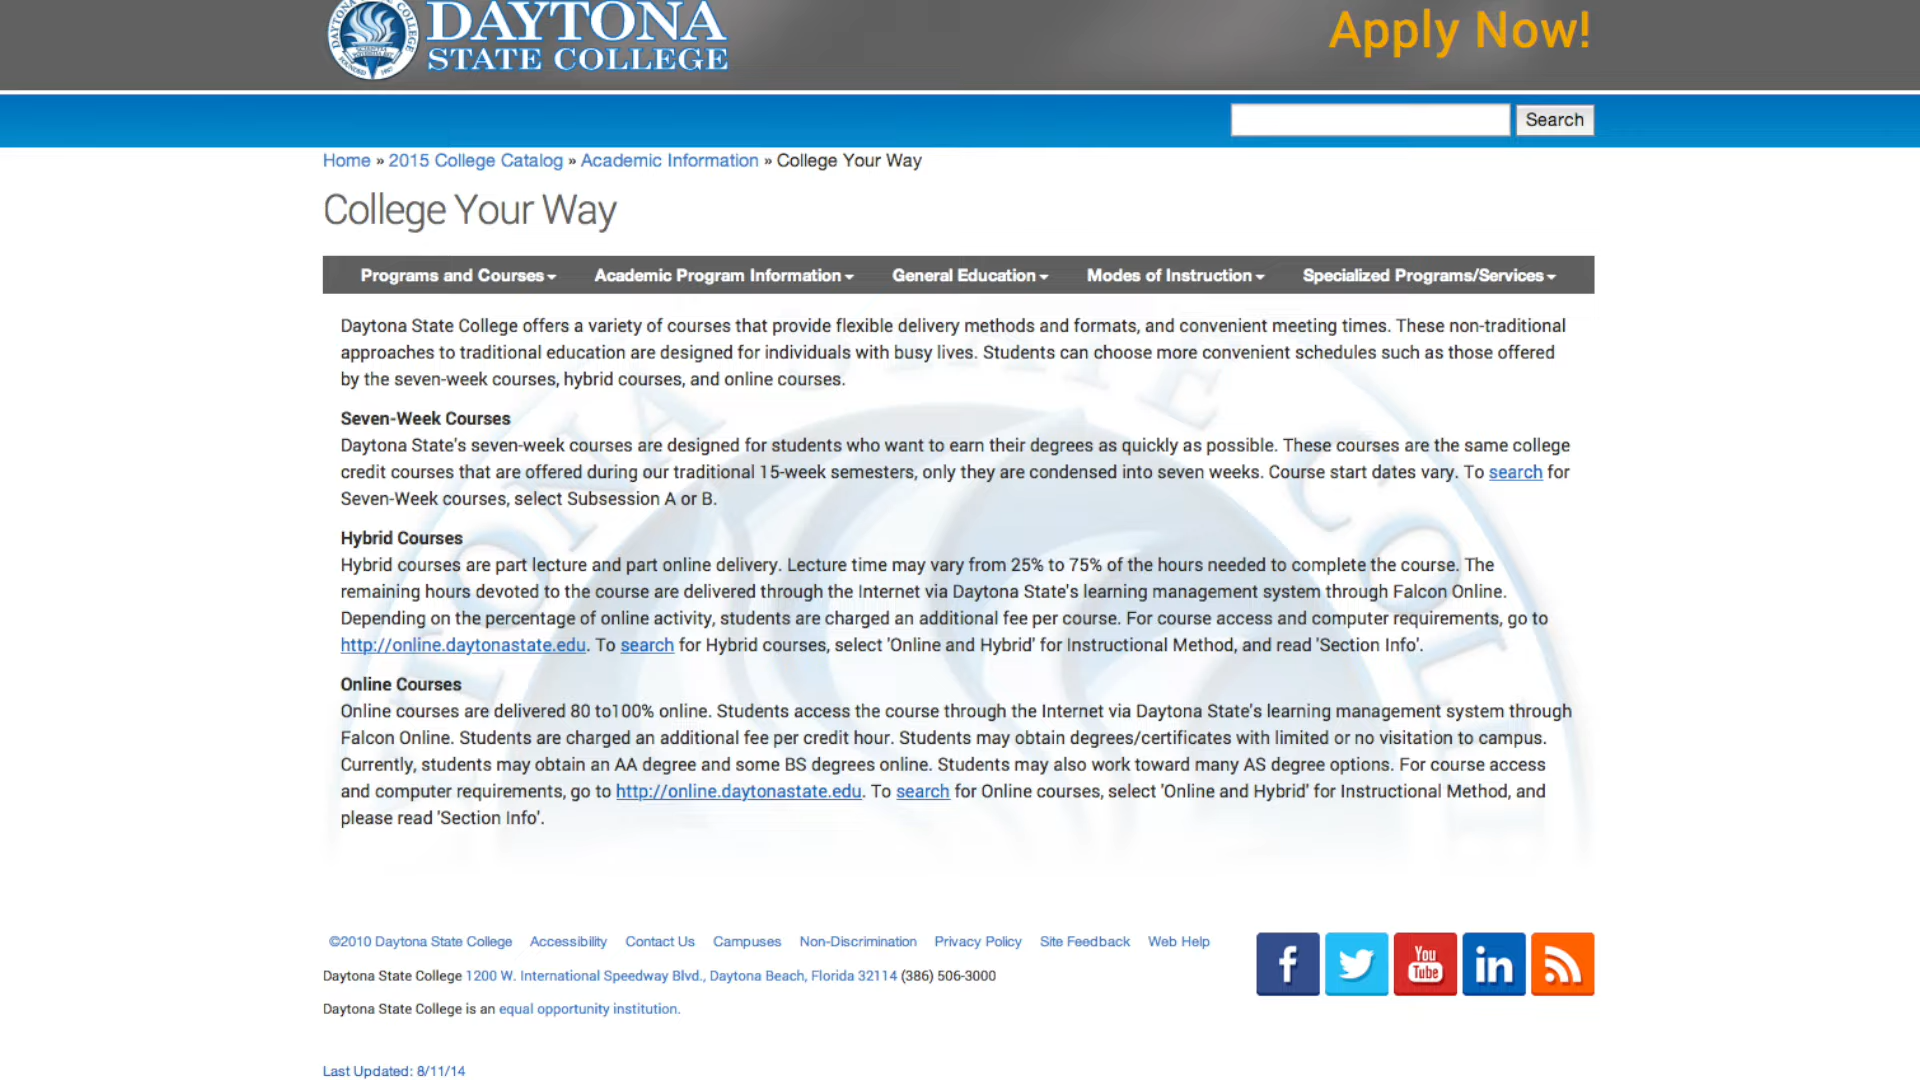 DAYTONA
STATE COLLEGE
Apply Now!
Search
Home » 2015 College Catalog » Academic Information » College Your Way
College Your Way
Programs and Courses Academic Program Information General Education Modes of Instruction Specialized Programs/Services
Daytona State College offers a variety of courses that provide flexible delivery methods and formats, and convenient meeting times. These non-traditional
approaches to traditional education are designed for individuals with busy lives. Students can choose more convenient schedules such as those offered
by the seven-week courses, hybrid courses, and online courses.
Seven-Week Courses
Daytona State's seven-week courses are designed for students who want to earn their degrees as quickly as possible. These courses are the same college
credit courses that are offered during our traditional 15-week semesters, only they are condensed into seven weeks. Course start dates vary. To search for
Seven-Week courses, select Subsession A or B.
Hybrid Courses
Hybrid courses are part lecture and part online delivery. Lecture time may vary from 25% to 75% of the hours needed to complete the course. The
remaining hours devoted to the course are delivered through the Internet via Daytona State's learning management system through Falcon Online.
Depending on the percentage of online activity, students are charged an additional fee per course. For course access and computer requirements, go to
http://online.daytonastate.edu. To search for Hybrid courses, select 'Online and Hybrid' for Instructional Method, and read 'Section Info'.
Online Courses
Online courses are delivered 80 to100% online. Students access the course through the Internet via Daytona State's learning management system through
Falcon Online. Students are charged an additional fee per credit hour. Students may obtain degrees/certificates with limited or no visitation to campus.
Currently, students may obtain an AA degree and some BS degrees online. Students may also work toward many AS degree options. For course access
and computer requirements, go to http://online.daytonastate.edu. To search for Online courses, select 'Online and Hybrid' for Instructional Method, and
please read 'Section Info'.
©2010 Daytona State College Accessibility Contact Us Campuses Non-Discrimination Privacy Policy Site Feedback Web Help
Daytona State College 1200 W. International Speedway Blvd., Daytona Beach, Florida 32114 (386) 506-3000
Daytona State College is an equal opportunity institution.
f
You
Tube
in
Last Updated: 8/11/14